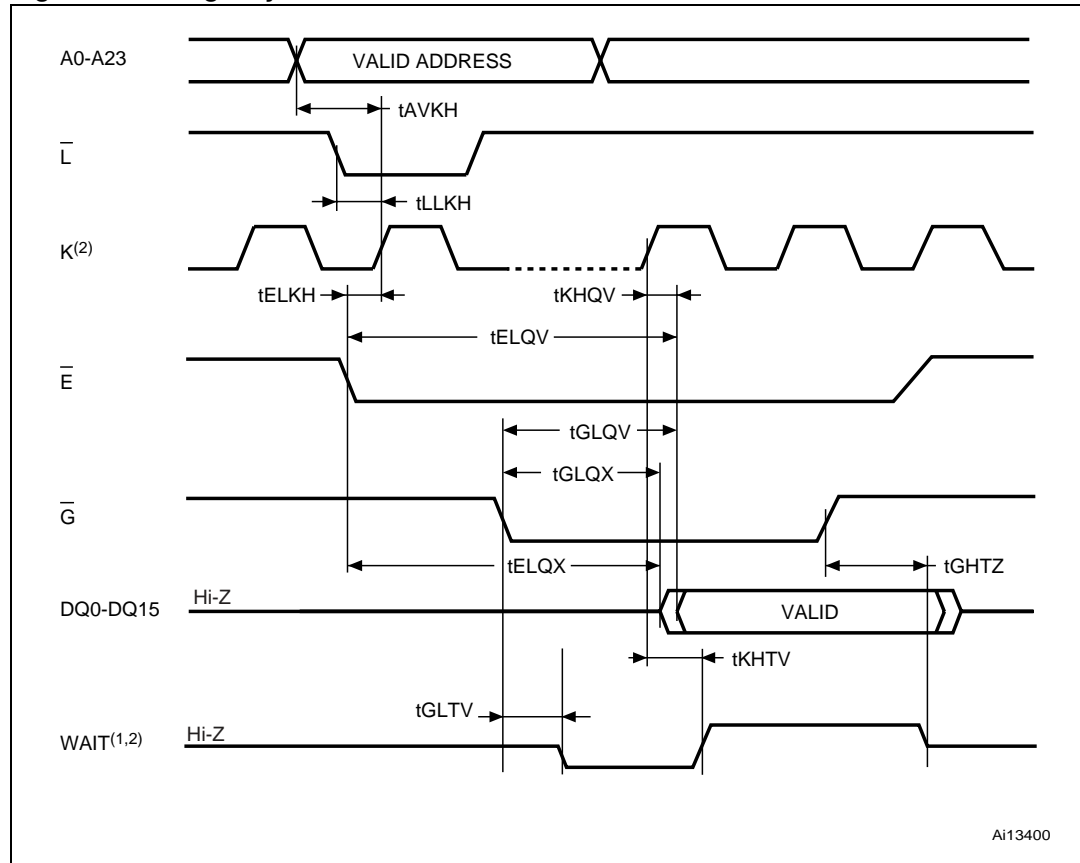 A0-A23
VALID ADDRESS
tAVKH
L̅
tLLKH
K(2)
tELKH
tKHQV
tELQV
E̅
tGLQV
tGLQX
G̅
tELQX
tGHTZ
DQ0-DQ15
Hi-Z
VALID
tKHTV
tGLTV
WAIT(1,2)
Hi-Z
Ai13400